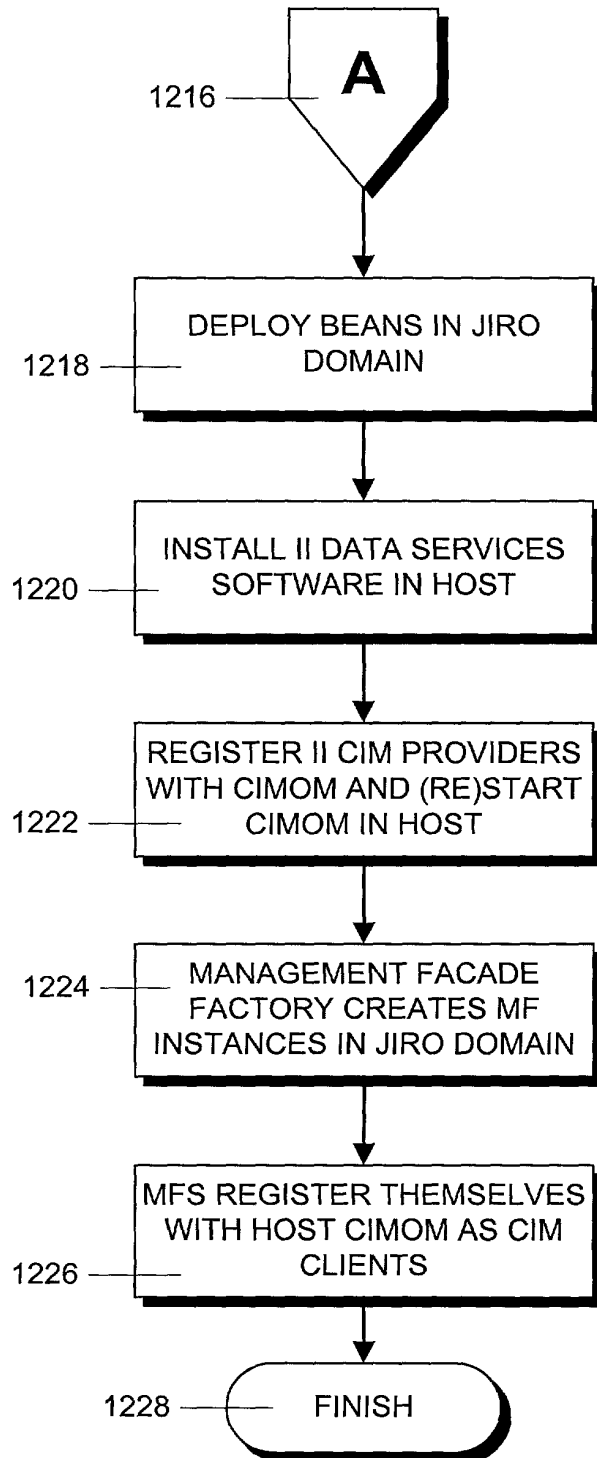 A
1216
DEPLOY BEANS IN JIRO
DOMAIN
1218
INSTALL II DATA SERVICES
SOFTWARE IN HOST
1220
REGISTER II CIM PROVIDERS
WITH CIMOM AND (RE)START
CIMOM IN HOST
1222
MANAGEMENT FACADE
1224
FACTORY CREATES MF
INSTANCES IN JIRO DOMAIN
MFS REGISTER THEMSELVES
WITH HOST CIMOM AS CIM
CLIENTS
1226
1228
FINISH